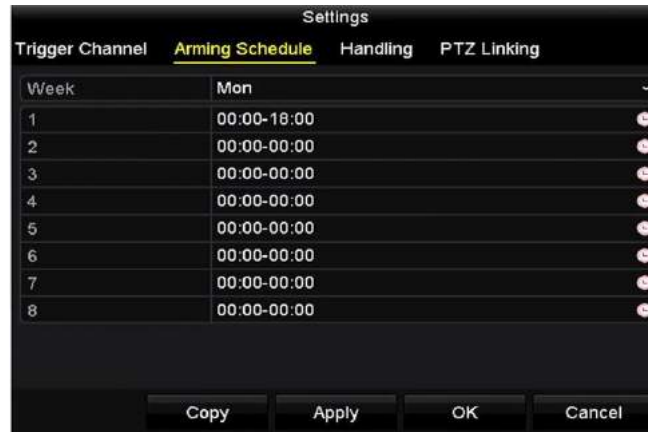 Settings
Trigger Channel Arming Schedule Handling PTZ Linking
Week Mon
1 00:00-18:00
2 00:00-00:00
3 00:00-00:00
4 00:00-00:00
5 00:00-00:00
6 00:00-00:00
7 00:00-00:00
8 00:00-00:00
Copy Apply OK Cancel